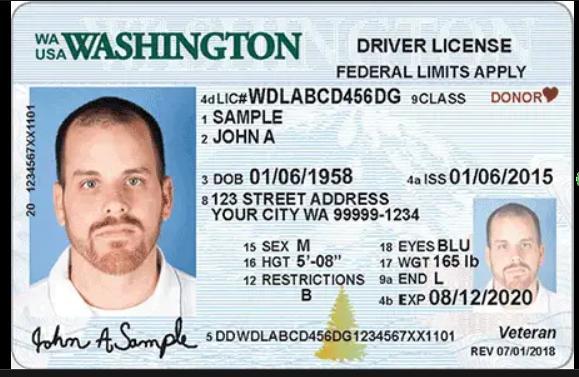 WA USA WASHINGTON
DRIVER LICENSE
FEDERAL LIMITS APPLY
4d LIC# WDLABCD456DG 9 CLASS DONOR
1 SAMPLE
2 JOHN A
3 DOB 01/06/1958 4a ISS 01/06/2015
8 123 STREET ADDRESS
YOUR CITY WA 99999-1234
15 SEX M 18 EYES BLU
16 HGT 5'-08" 17 WGT 165 lb
12 RESTRICTIONS 9a END L
B
4b EXP 08/12/2020
20 1234567XX1101
John A Sample
5 DDWDLABCD456DG1234567XX1101
Veteran
REV 07/01/2018